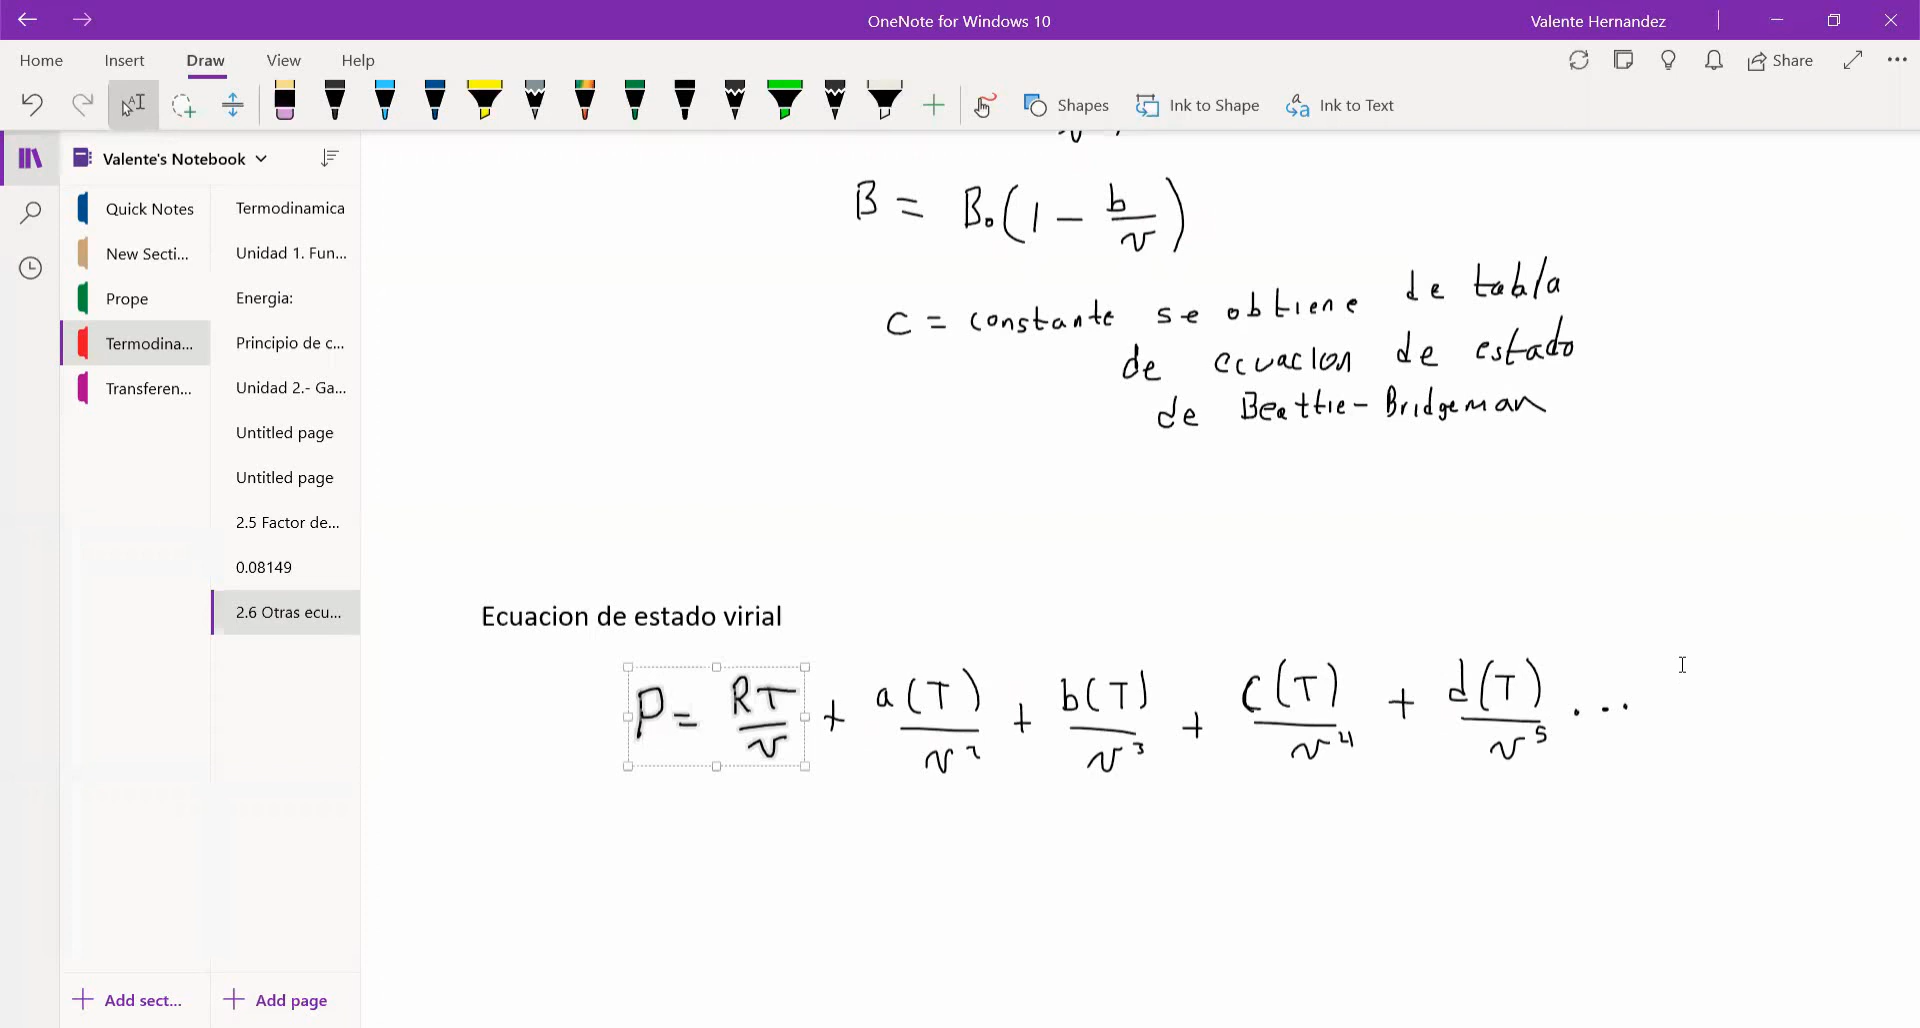 OneNote for Windows 10
Valente Hernandez
Home Insert Draw View Help
Share
Shapes Ink to Shape Ink to Text
Valente's Notebook
Quick Notes
New Secti...
Prope
Termodina...
Transferen...
Termodinamica
Unidad 1. Fun...
Energia:
Principio de c...
Unidad 2.- Ga...
Untitled page
Untitled page
2.5 Factor de...
0.08149
2.6 Otras ecu...
Add sect...
Add page
B = B₀(1 - b/v)
c = constante se obtiene de tabla
de ecuacion de estado
de Beattie-Bridgeman
Ecuacion de estado virial
P = RT/v + a(T)/v² + b(T)/v³ + c(T)/v⁴ + d(T)/v⁵ ...